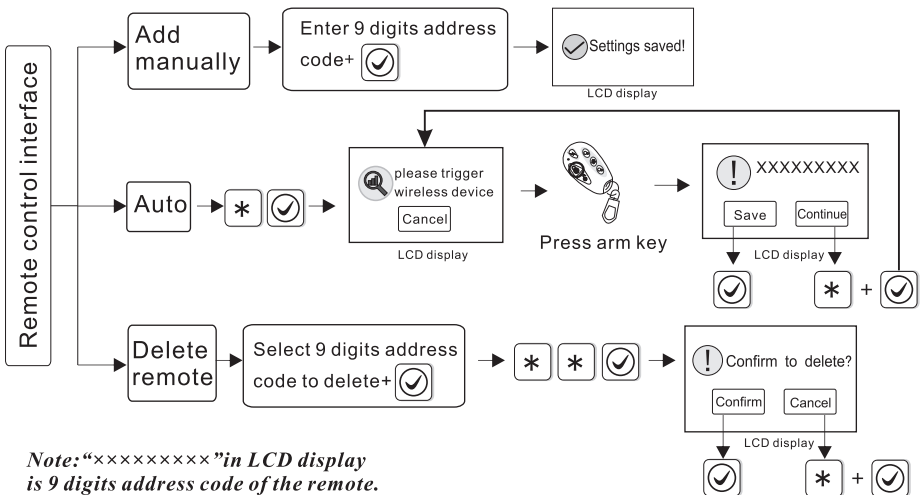 Remote control interface
Add
manually
Enter 9 digits address
code+
Settings saved!
LCD display
Auto
*
please trigger
wireless device
Cancel
LCD display
Press arm key
! XXXXXXXXX
Save Continue
LCD display
* +
Delete
remote
Select 9 digits address
code to delete+
* *
! Confirm to delete?
Confirm Cancel
LCD display
* +
Note:“×××××××××”in LCD display
is 9 digits address code of the remote.